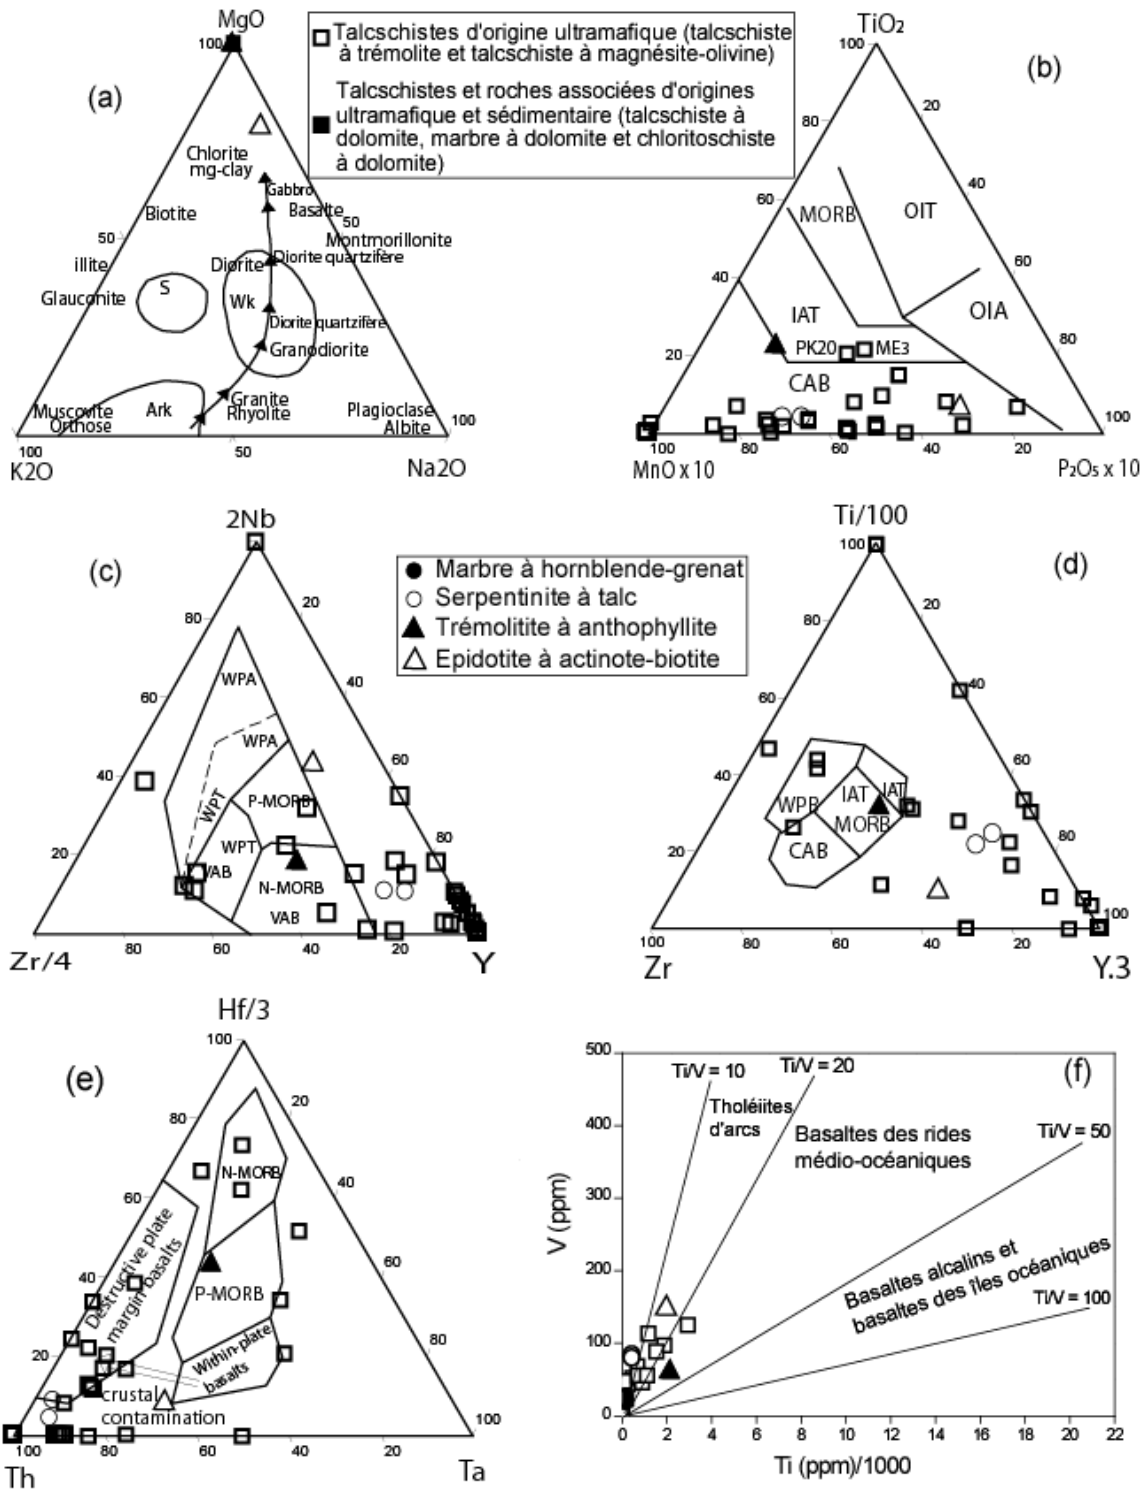 MgO
100
(a)
Chlorite
mg-clay
Gabbro
Biotite
Basalte
50
50
Montmorillonite
illite
Diorite
Diorite quartzifère
Glauconite
S
Wk
Diorite quartzifère
Granodiorite
Muscovite
Orthose
Ark
Granite
Rhyolite
Plagioclase
Albite
100
100
50
K2O
Na2O
Talcschistes d'origine ultramafique (talcschiste
à trémolite et talcschiste à magnésite-olivine)
Talcschistes et roches associées d'origines
ultramafique et sédimentaire (talcschiste à
dolomite, marbre à dolomite et chloritoschiste
à dolomite)
TiO2
100
(b)
20
80
40
60
MORB
OIT
60
40
IAT
OIA
PK20
ME3
80
20
CAB
100
100
80
60
40
20
MnO x 10
P2O5 x 10
2Nb
(c)
20
80
WPA
60
40
WPA
60
40
WPT
P-MORB
80
WPT
20
VAB
N-MORB
VAB
80
60
40
20
Zr/4
Y
Marbre à hornblende-grenat
Serpentinite à talc
Trémolitite à anthophyllite
Epidotite à actinote-biotite
Ti/100
100
(d)
20
80
40
60
60
40
WPB
IAT
IAT
MORB
80
CAB
20
100
100
80
60
40
20
Zr
Y.3
Hf/3
100
(e)
20
80
N-MORB
40
60
Destructive plate
margin basalts
60
40
P-MORB
80
20
Within-plate
basalts
crustal
contamination
100
100
80
60
40
20
Th
Ta
(f)
500
Ti/V = 10
Ti/V = 20
Tholéiites
d'arcs
400
Basaltes des rides
médio-océaniques
Ti/V = 50
300
V (ppm)
200
Basaltes alcalins et
basaltes des îles océaniques
Ti/V = 100
100
0
0 2 4 6 8 10 12 14 16 18 20 22
Ti (ppm)/1000